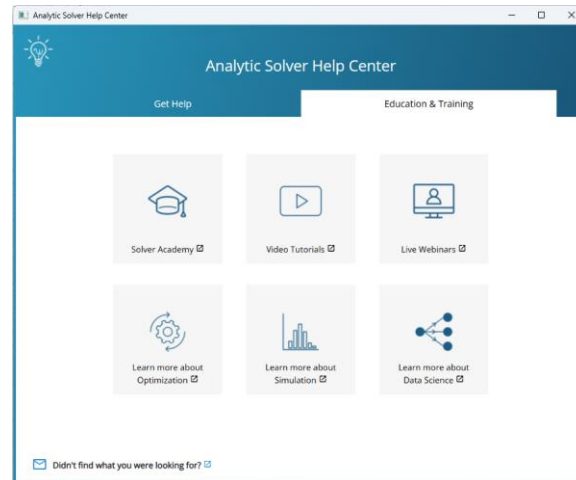 Analytic Solver Help Center
Analytic Solver Help Center
Get Help
Education & Training
Solver Academy
Video Tutorials
Live Webinars
Learn more about
Optimization
Learn more about
Simulation
Learn more about
Data Science
Didn't find what you were looking for?